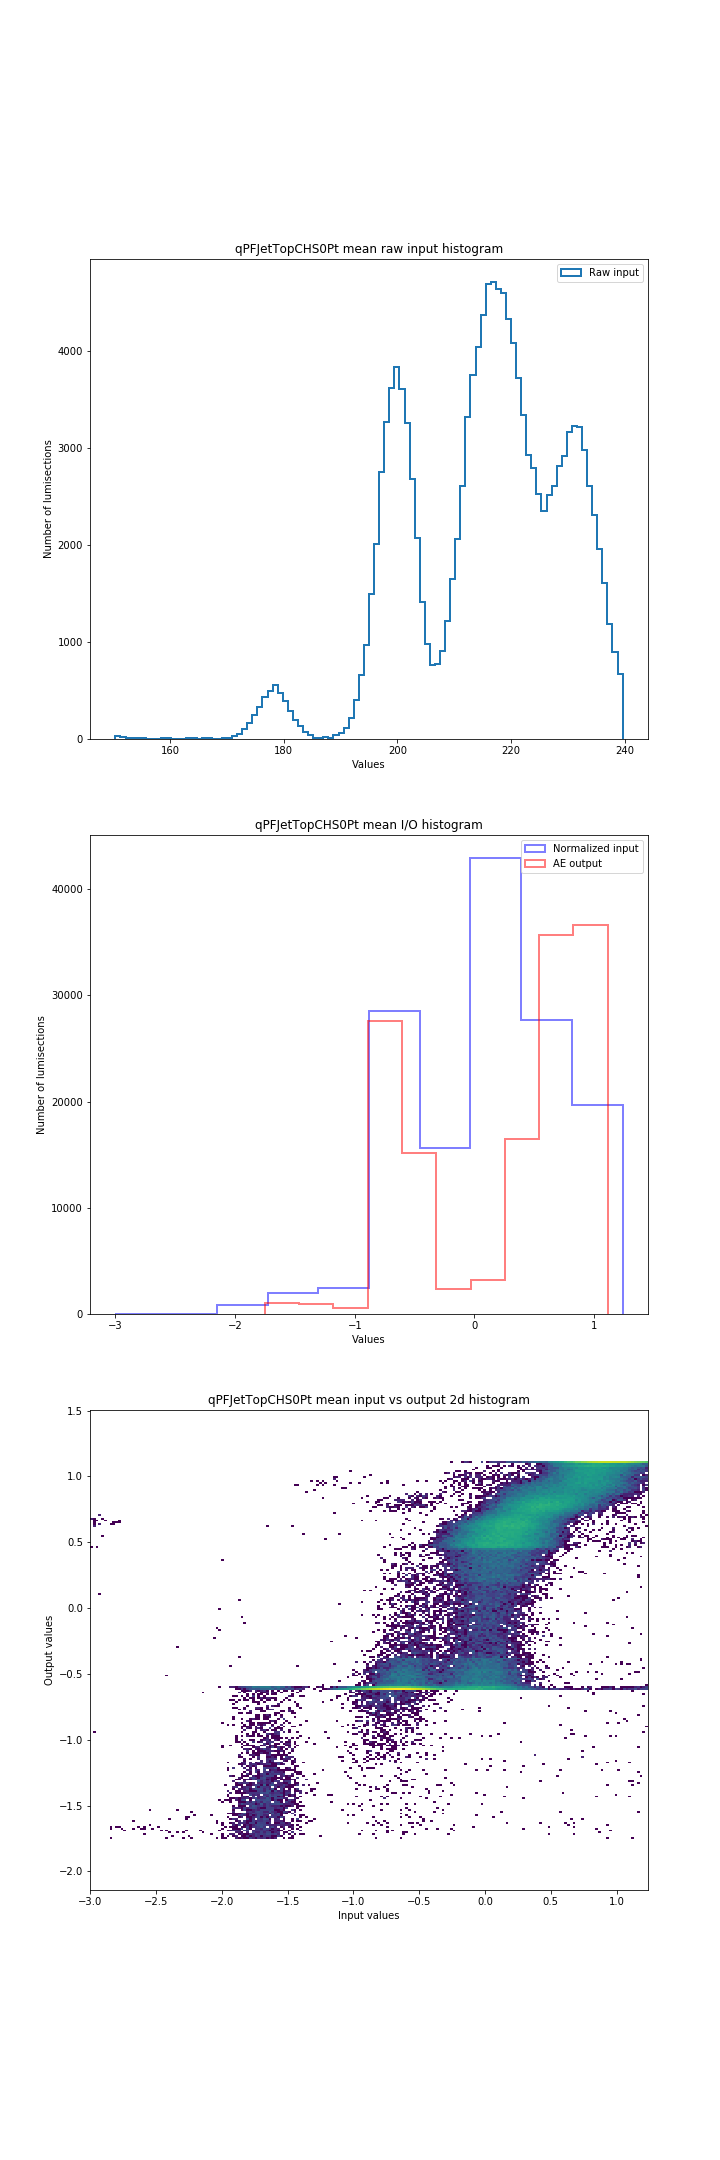 qPFJetTopCHS0Pt mean raw input histogram
Raw input
4000
3000
2000
1000
0
Number of lumisections
160 180 200 220 240
Values
qPFJetTopCHS0Pt mean I/O histogram
Normalized input
AE output
40000
30000
20000
10000
0
Number of lumisections
−3 −2 −1 0 1
Values
qPFJetTopCHS0Pt mean input vs output 2d histogram
1.5
1.0
0.5
0.0
−0.5
−1.0
−1.5
−2.0
Output values
−3.0 −2.5 −2.0 −1.5 −1.0 −0.5 0.0 0.5 1.0
Input values